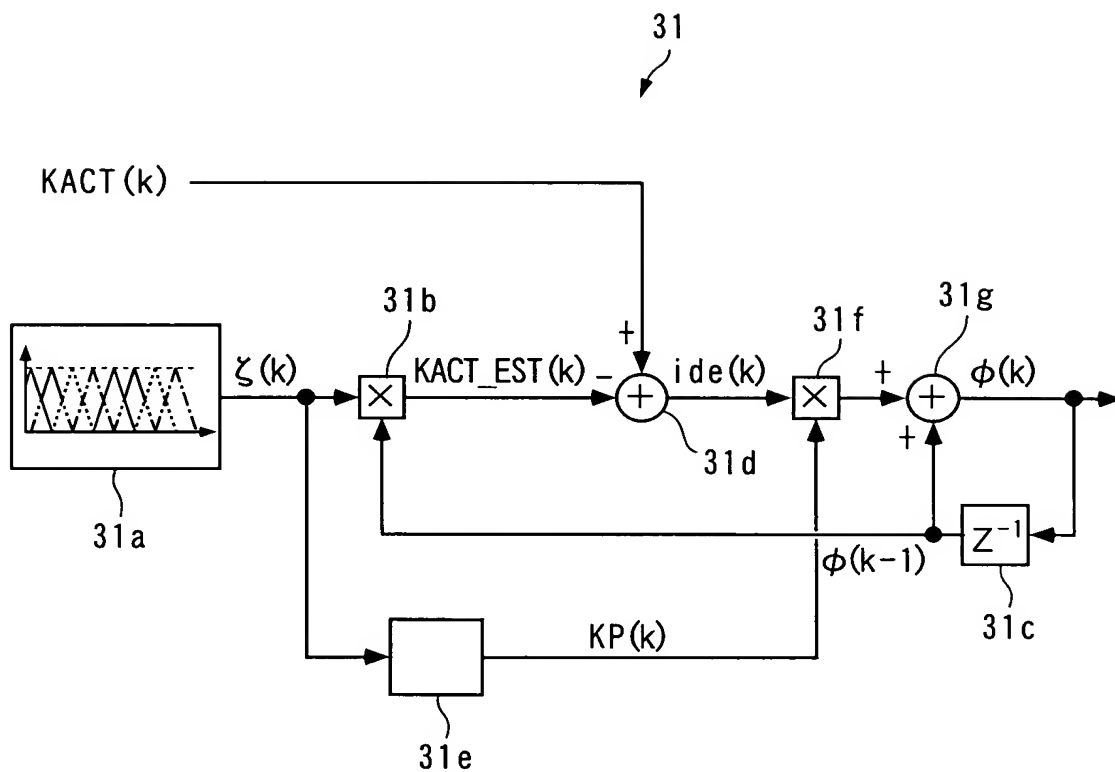 31
KACT(k)
31b
31f
31g
+
ζ(k)
×
KACT_EST(k)
−
+
ide(k)
×
+
+
ϕ(k)
+
31d
31a
Z⁻¹
ϕ(k−1)
31c
KP(k)
31e